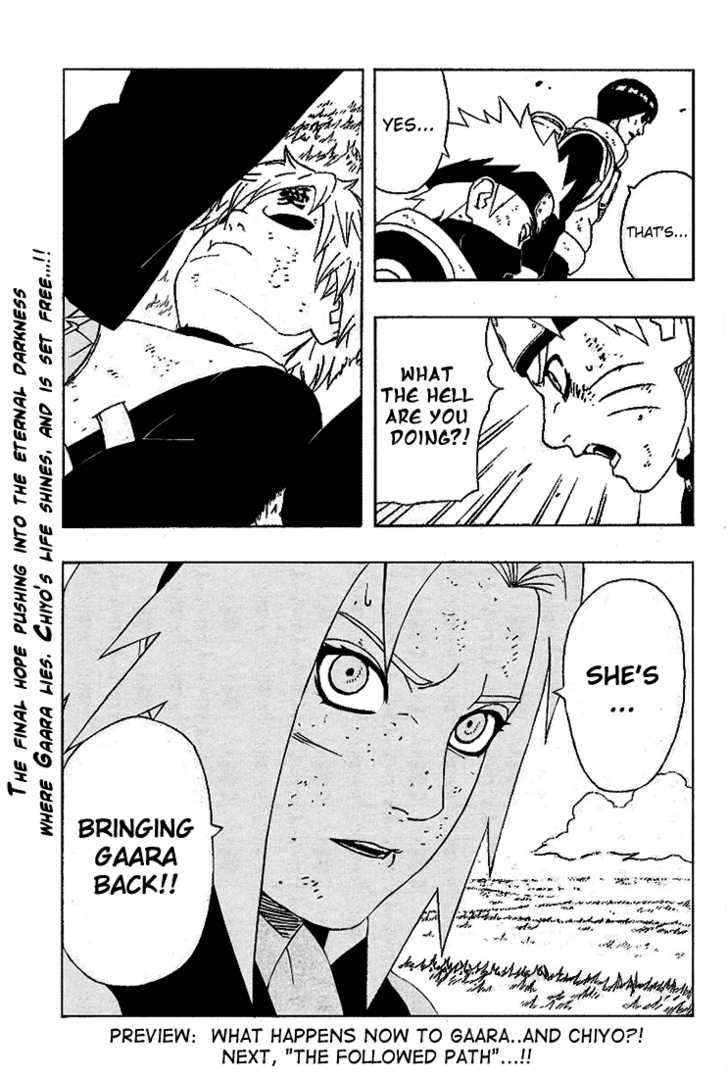 THAT'S...
YES...
愛
WHAT
THE HELL
ARE YOU
DOING?!
SHE'S
...
BRINGING
GAARA
BACK!!
THE FINAL HOPE PUSHING INTO THE ETERNAL DARKNESS
WHERE GAARA LIES. CHIYO'S LIFE SHINES, AND IS SET FREE...!!
PREVIEW: WHAT HAPPENS NOW TO GAARA..AND CHIYO?!
NEXT, "THE FOLLOWED PATH"...!!